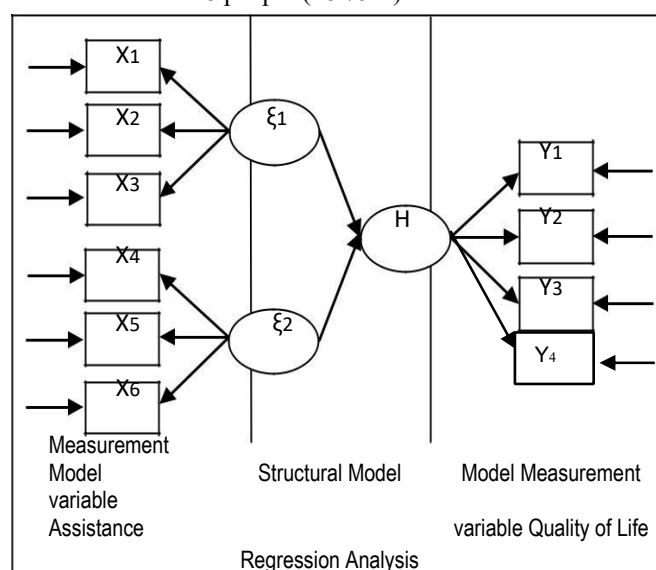 X1
X2
X3
X4
X5
X6
ξ1
ξ2
H
Y1
Y2
Y3
Y4
Measurement
Model
variable
Assistance
Structural Model
Model Measurement
variable Quality of Life
Regression Analysis